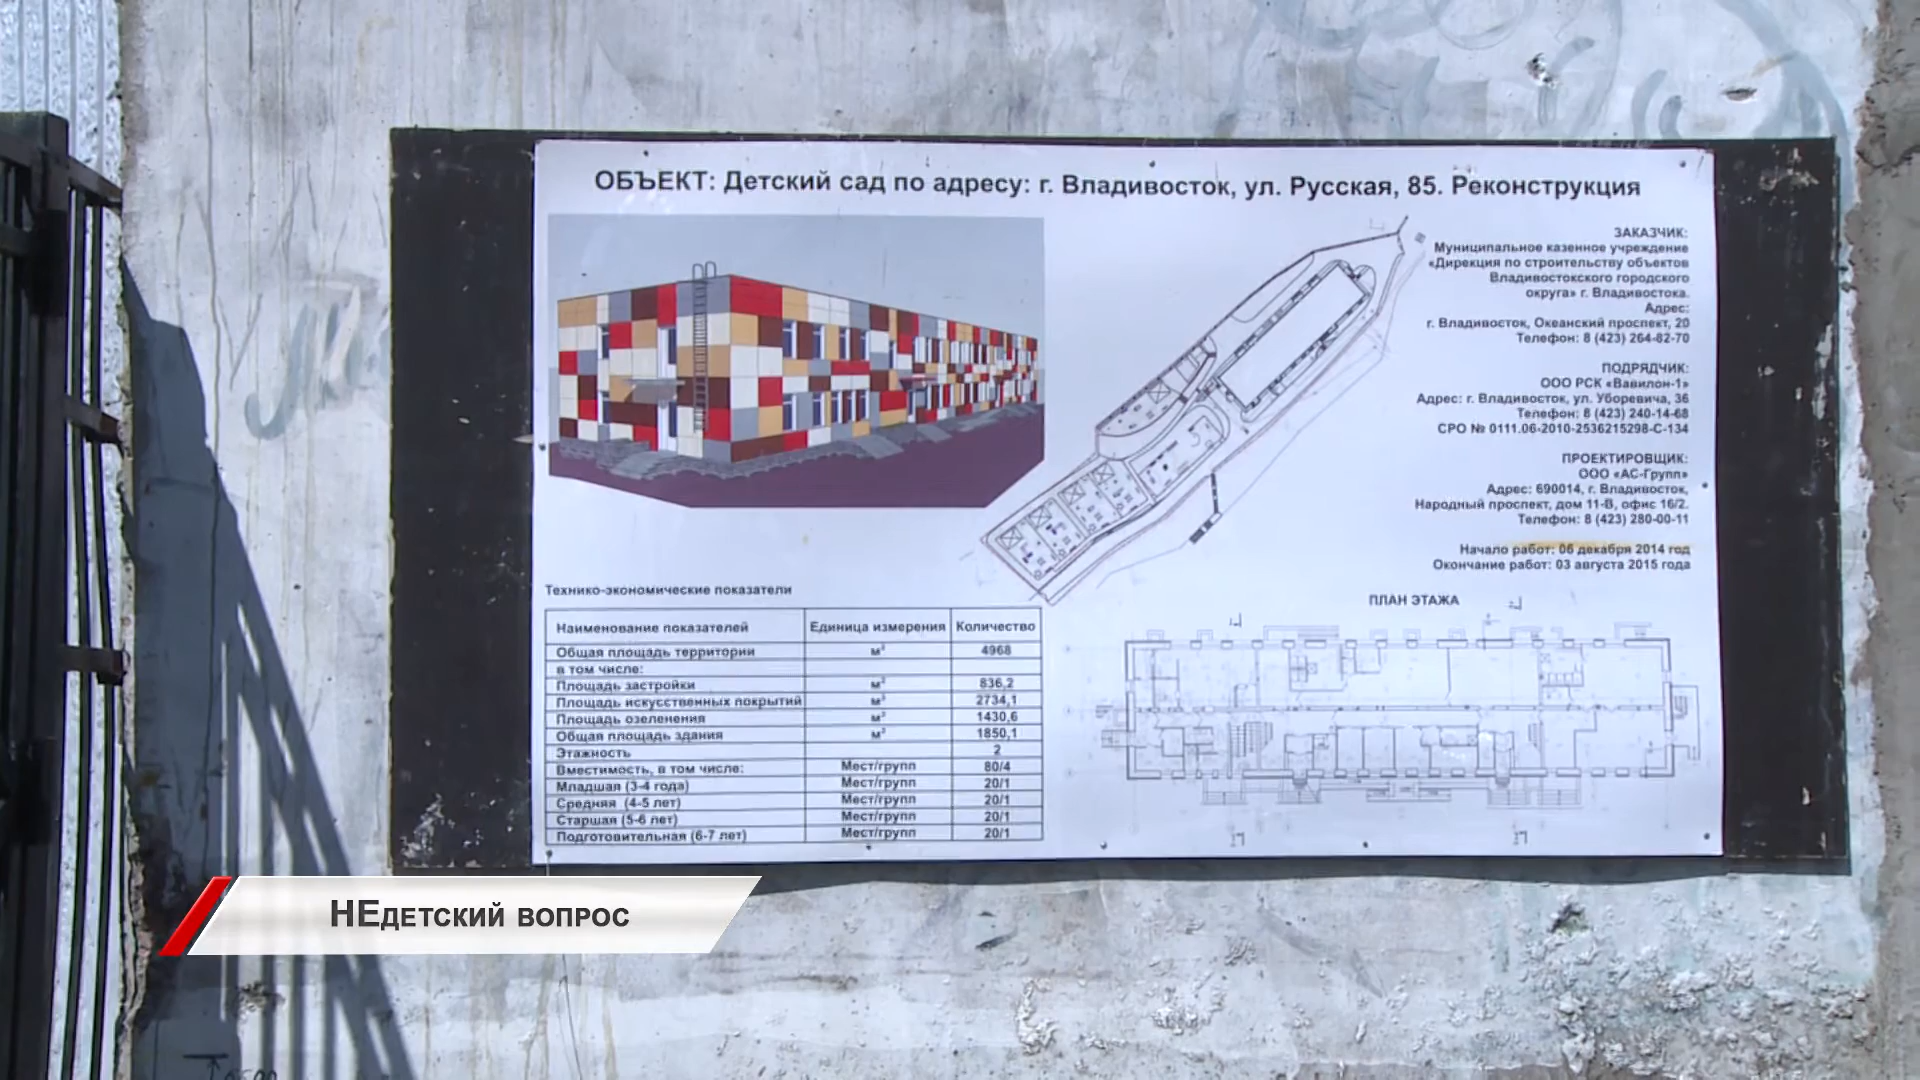 ОБЪЕКТ: Детский сад по адресу: г. Владивосток, ул. Русская, 85. Реконструкция
ЗАКАЗЧИК:
Муниципальное казенное учреждение
«Дирекция по строительству объектов
Владивостокского городского
округа» г. Владивостока.
Адрес:
г. Владивосток, Океанский проспект, 20
Телефон: 8 (423) 264-82-70
ПОДРЯДЧИК:
ООО РСК «Вавилон-1»
Адрес: г. Владивосток, ул. Уборевича, 36
Телефон: 8 (423) 240-14-68
СРО № 0111.06-2010-2536215298-С-134
ПРОЕКТИРОВЩИК:
ООО «АС-Групп»
Адрес: 690014, г. Владивосток,
Народный проспект, дом 11-В, офис 16/2.
Телефон: 8 (423) 280-00-11
Начало работ: 06 декабря 2014 год
Окончание работ: 03 августа 2015 года
Технико-экономические показатели
Наименование показателей Единица измерения Количество
Общая площадь территории м² 4968
в том числе:
Площадь застройки м² 836,2
Площадь искусственных покрытий м² 2734,1
Площадь озеленения м² 1430,6
Общая площадь здания м² 1850,1
Этажность 2
Вместимость, в том числе: Мест/групп 80/4
Младшая (3-4 года) Мест/групп 20/1
Средняя (4-5 лет) Мест/групп 20/1
Старшая (5-6 лет) Мест/групп 20/1
Подготовительная (6-7 лет) Мест/групп 20/1
ПЛАН ЭТАЖА
НЕДЕТСКИЙ ВОПРОС